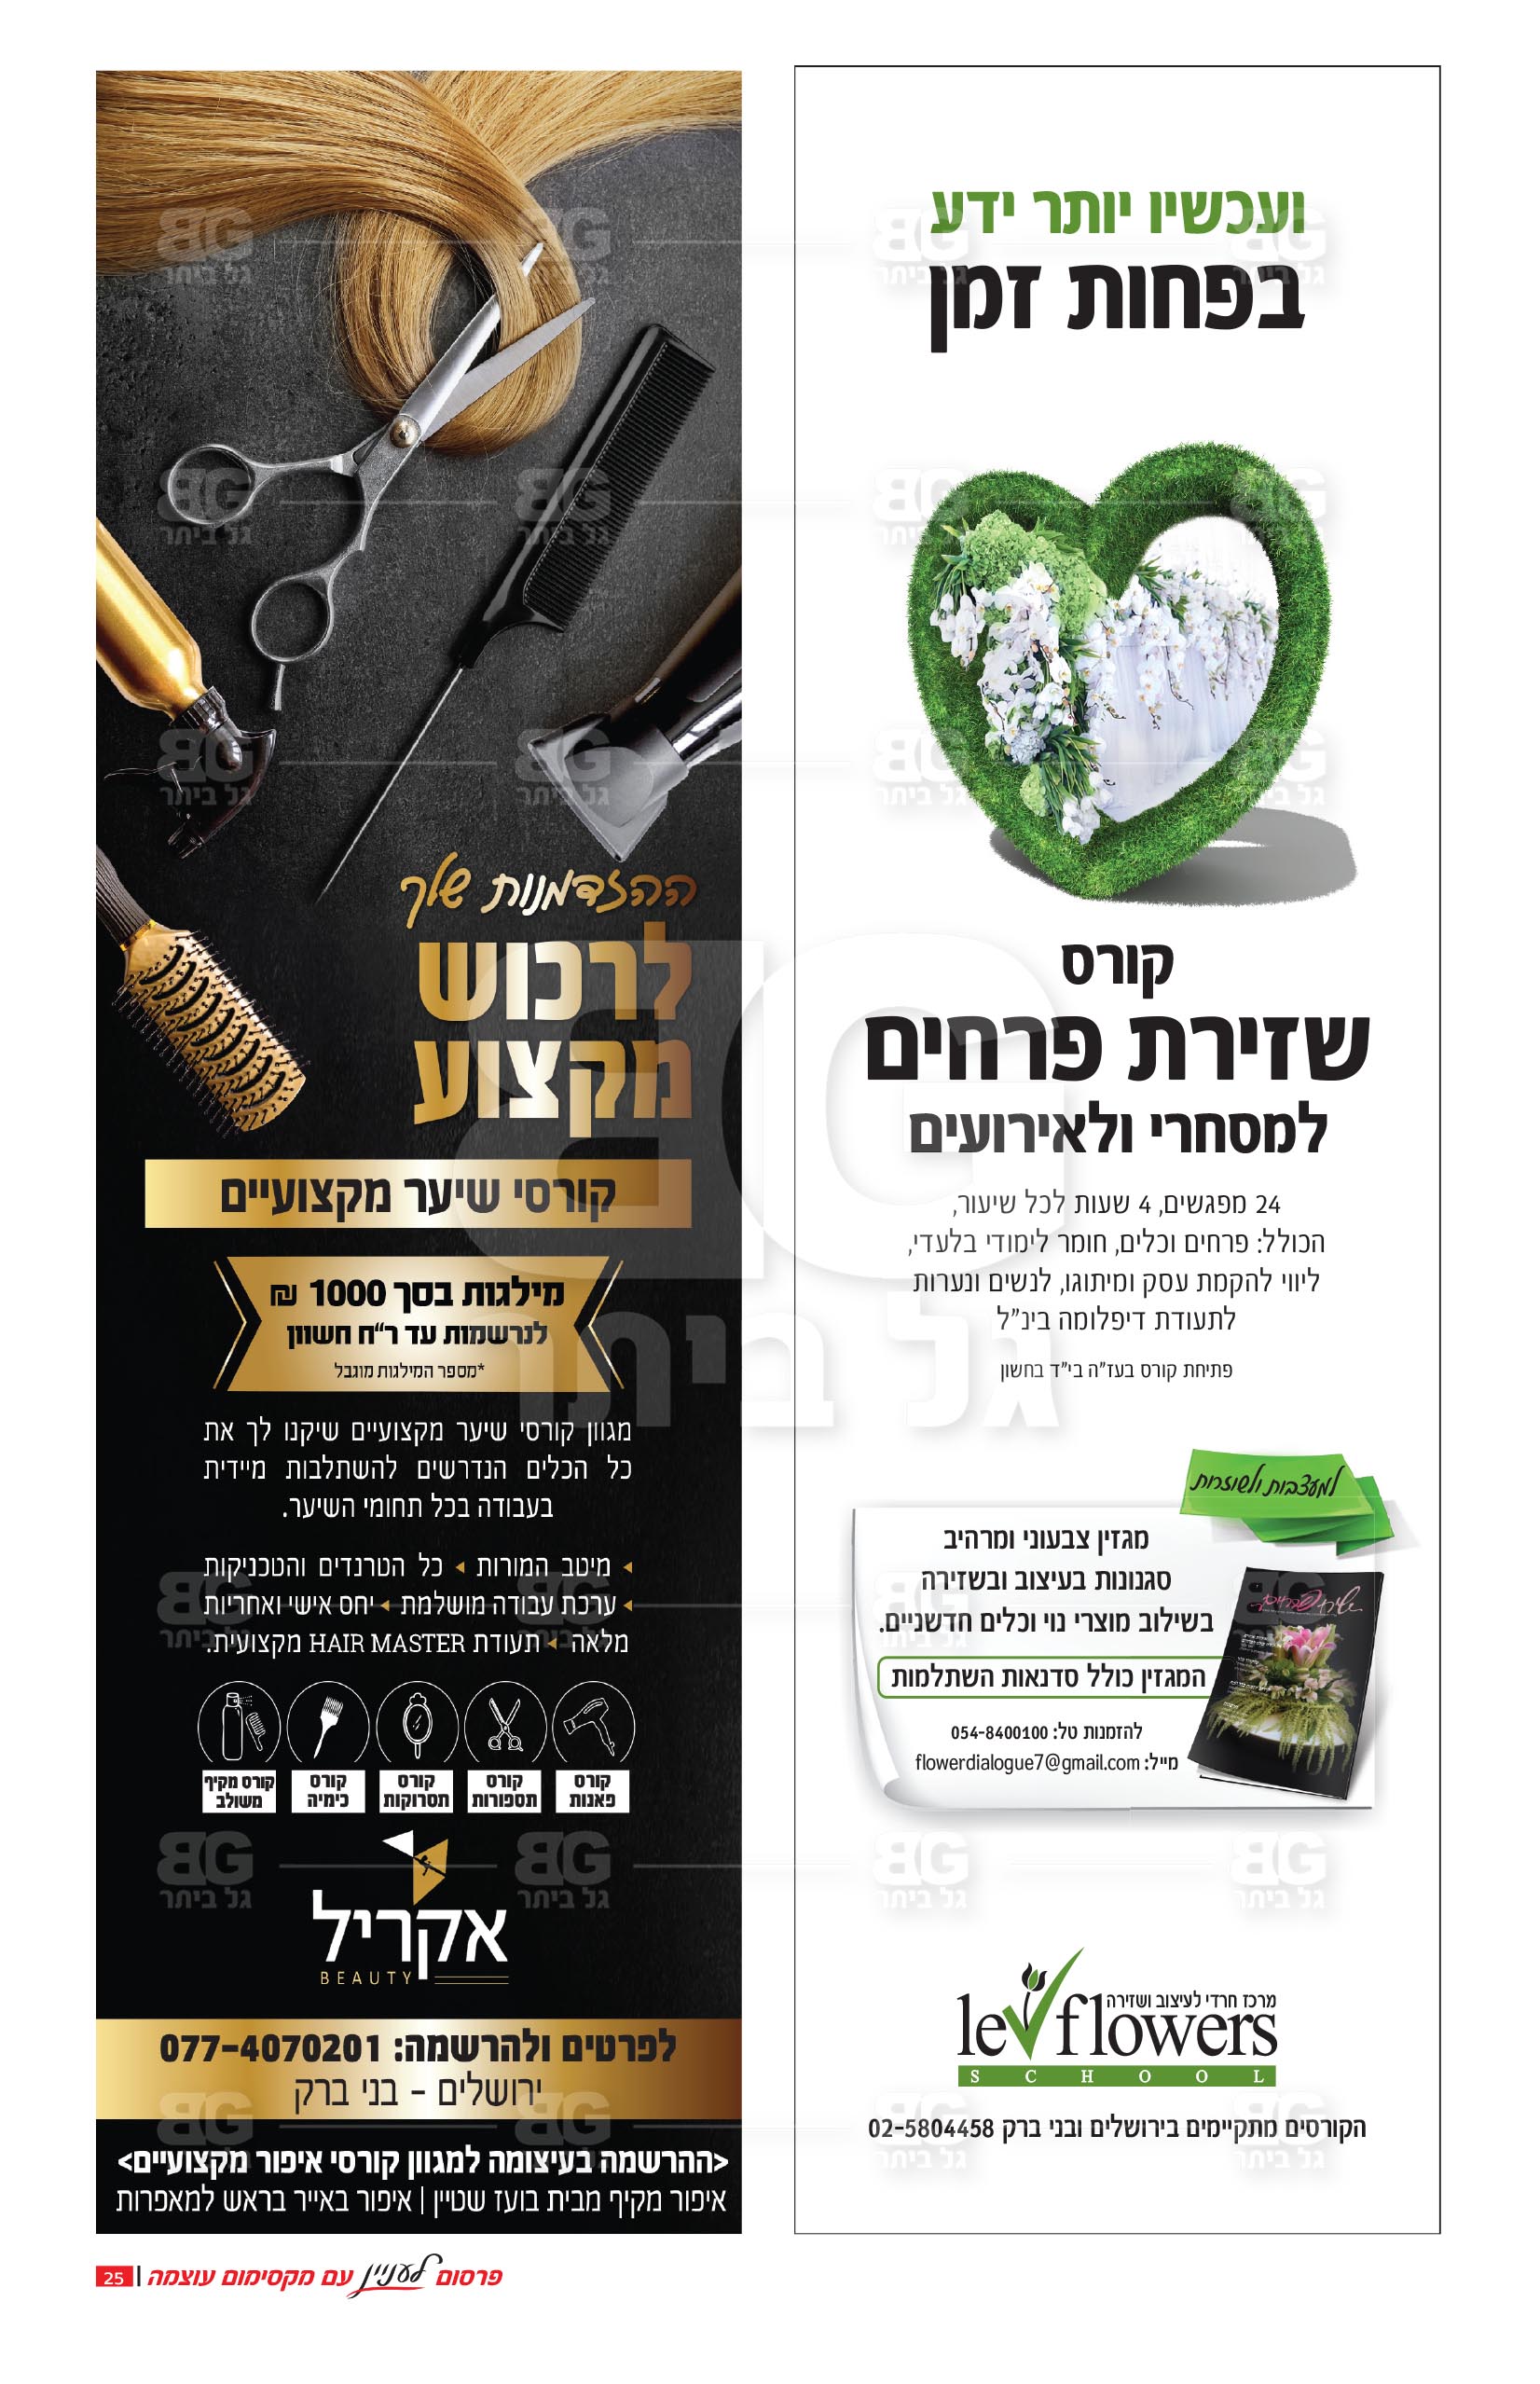 ועכשיו יותר ידע
בפחות זמן
קורס
שזירת פרחים
למסחרי ולאירועים
24 מפגשים, 4 שעות לכל שיעור,
הכולל: פרחים וכלים, חומר לימודי בלעדי,
ליווי להקמת עסק ומיתוגו, לנשים ונערות
לתעודת דיפלומה בינ"ל
פתיחת קורס בעז"ה בי"ד בחשון
למעצבות ולשוזרות
מגזין צבעוני ומרהיב
סגנונות בעיצוב ובשזירה
בשילוב מוצרי נוי וכלים חדשניים.
המגזין כולל סדנאות השתלמות
להזמנות טל: 054-8400100
מייל: flowerdialogue7@gmail.com
מרכז חרדי לעיצוב ושזירה
lev flowers
SCHOOL
הקורסים מתקיימים בירושלים ובני ברק 02-5804458
ההזדמנות שלך
לרכוש
מקצוע
קורסי שיער מקצועיים
מילגות בסך 1000 ₪
לנרשמות עד ר"ח חשוון
*מספר המילגות מוגבל
מגוון קורסי שיער מקצועיים שיקנו לך את
כל הכלים הנדרשים להשתלבות מיידית
בעבודה בכל תחומי השיער.
מיטב המורות כל הטרנדים והטכניקות
ערכת עבודה מושלמת יחס אישי ואחריות
מלאה תעודת HAIR MASTER מקצועית.
קורס פאנות
קורס תספורות
קורס תסרוקות
קורס כימיה
קורס מקיף משולב
אקריל
BEAUTY
לפרטים ולהרשמה: 077-4070201
ירושלים - בני ברק
<ההרשמה בעיצומה למגוון קורסי איפור מקצועיים>
איפור מקיף מבית בועז שטיין | איפור באייר בראש למאפרות
פרסום לעניין עם מקסימום עוצמה | 25
BG
גל ביתר